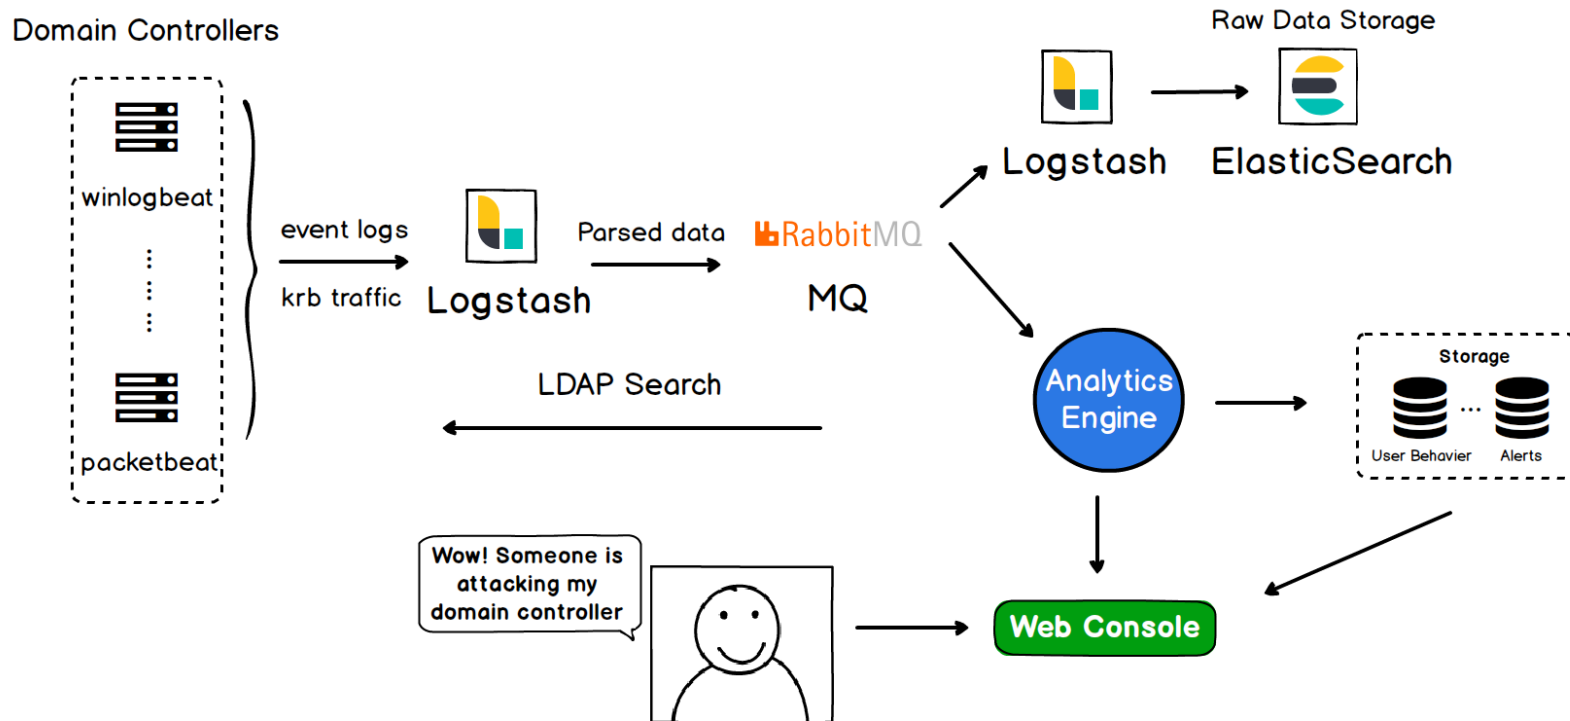 Domain Controllers
winlogbeat
packetbeat
event logs
krb traffic
Logstash
Parsed data
RabbitMQ
MQ
Raw Data Storage
Logstash
ElasticSearch
LDAP Search
Analytics
Engine
Storage
User Behavier
Alerts
Wow! Someone is
attacking my
domain controller
Web Console